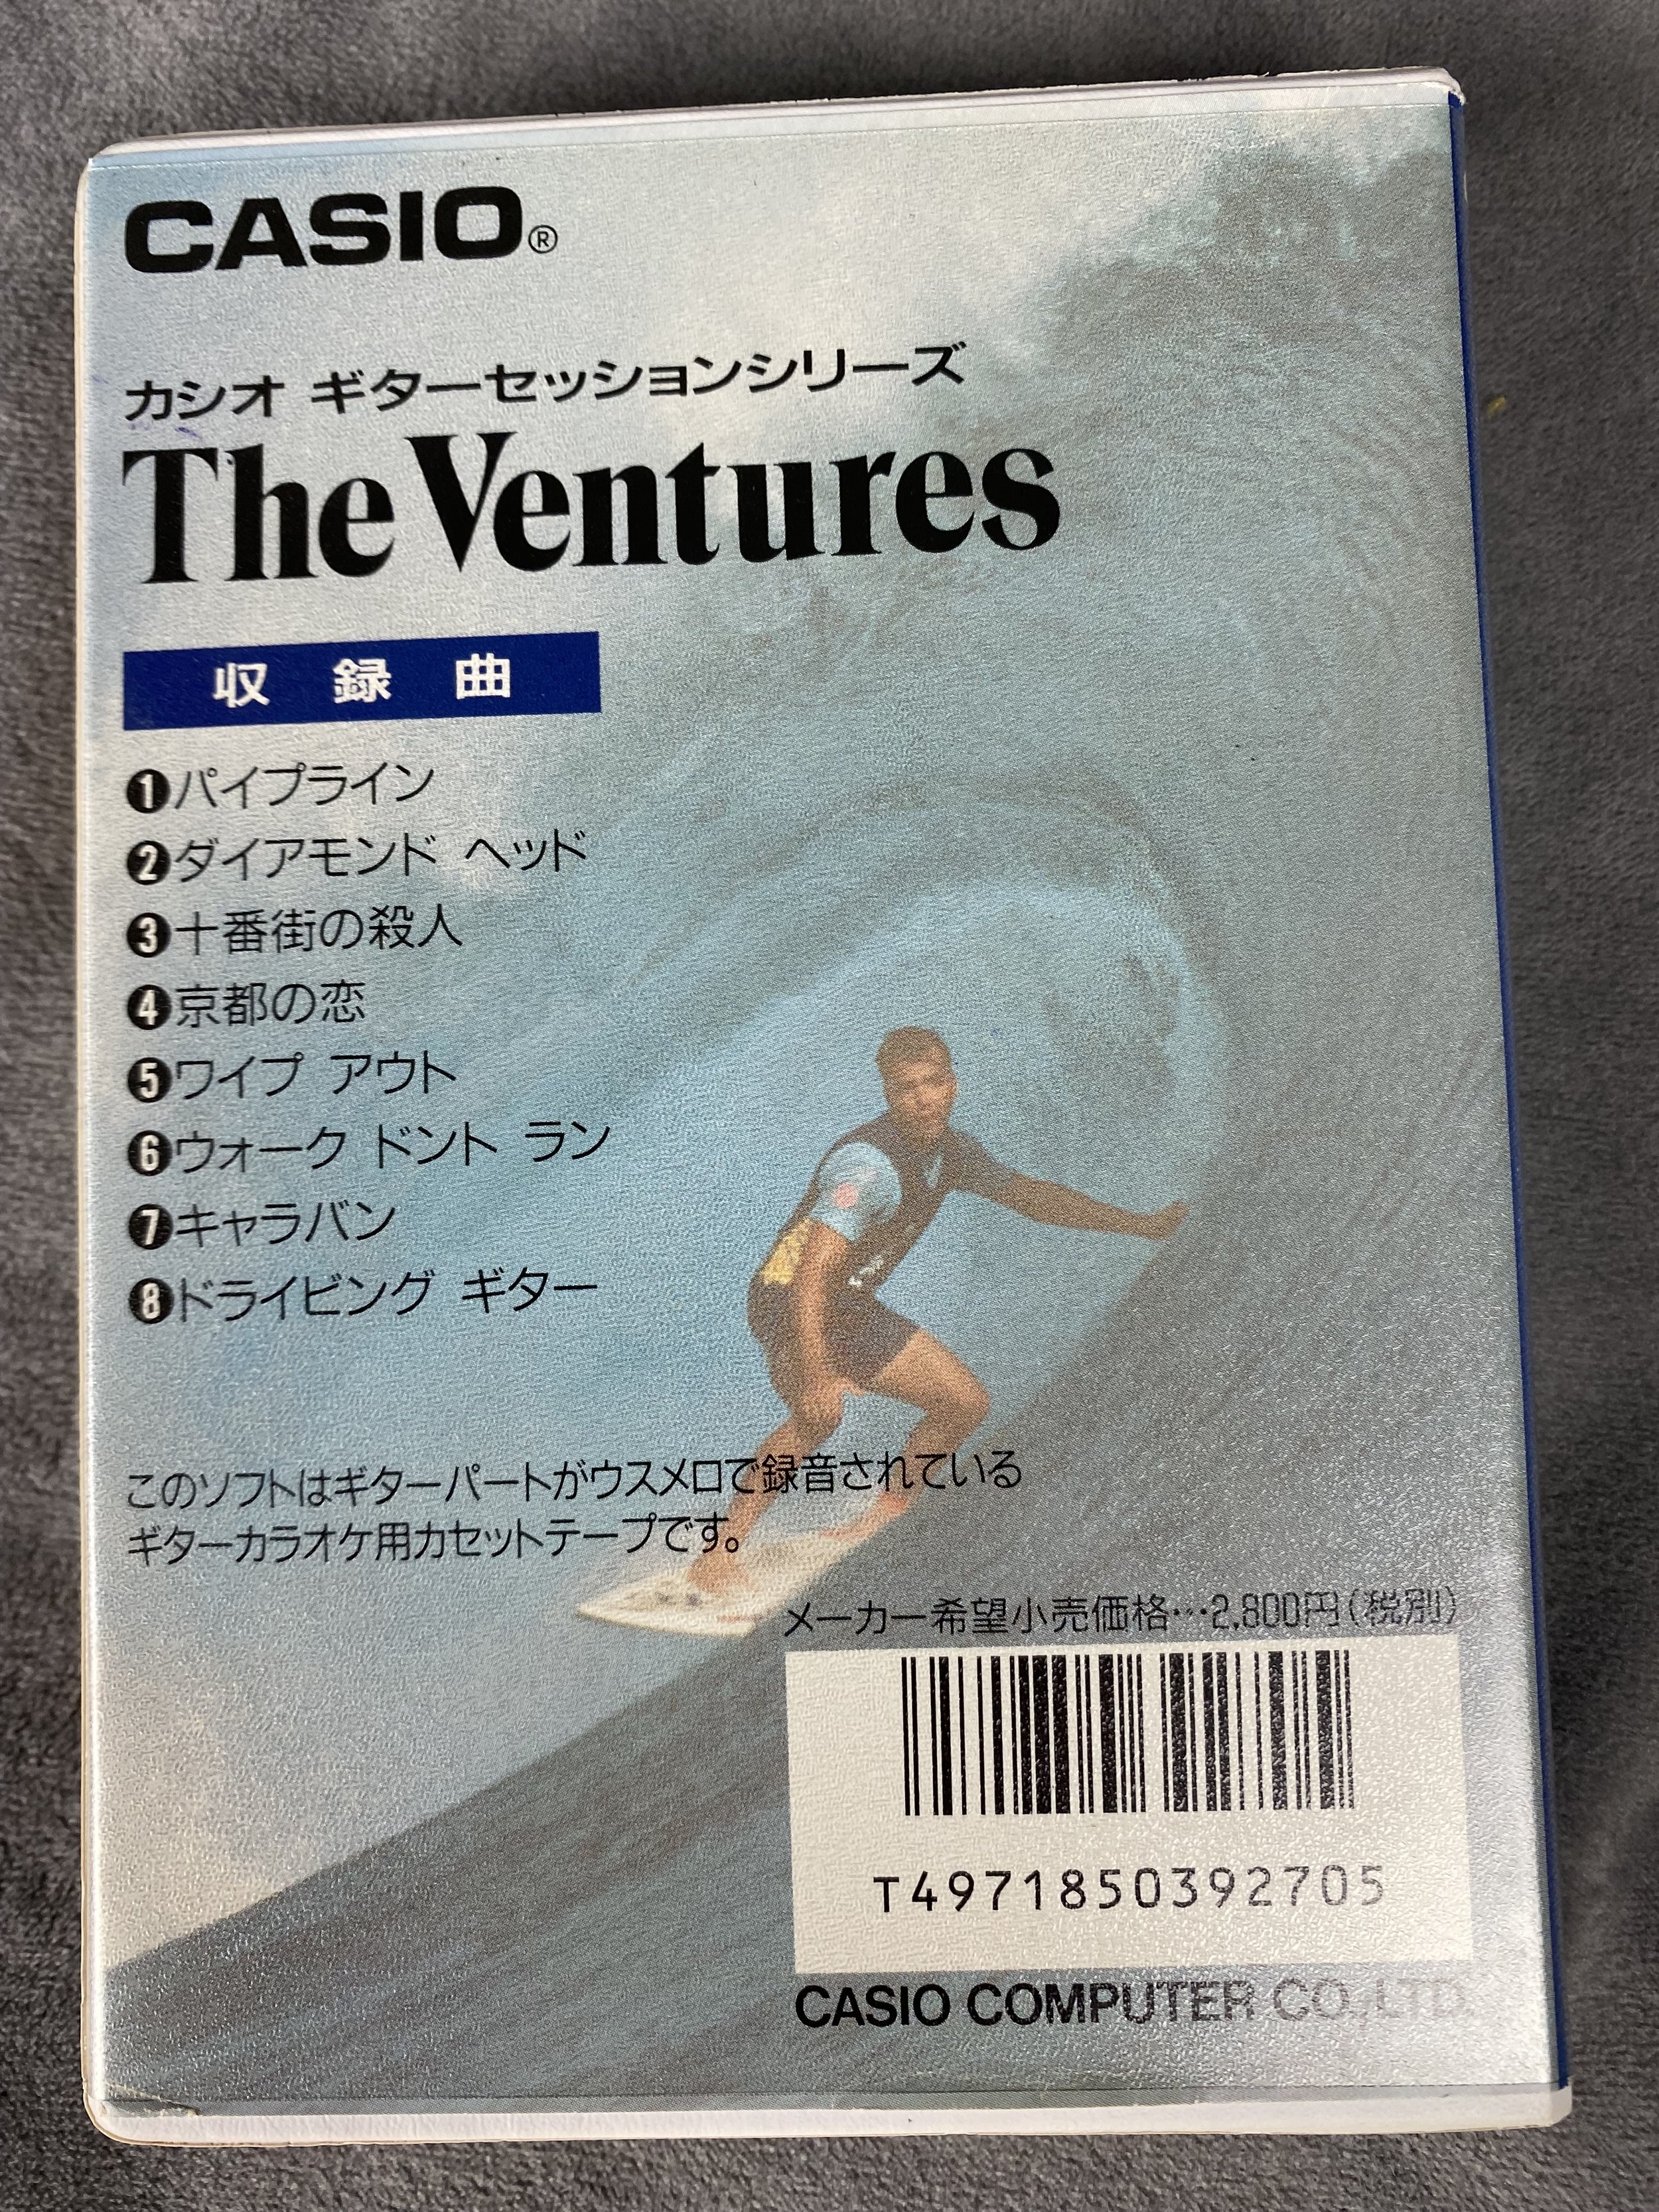 CASIO®
カシオ ギターセッションシリーズ
The Ventures
収録曲
❶パイプライン
❷ダイアモンド ヘッド
❸十番街の殺人
❹京都の恋
❺ワイプ アウト
❻ウォーク ドント ラン
❼キャラバン
❽ドライビング ギター
このソフトはギターパートがウスメロで録音されている
ギターカラオケ用カセットテープです。
メーカー希望小売価格…2,800円(税別)
T4971850392705
CASIO COMPUTER CO.,LTD.